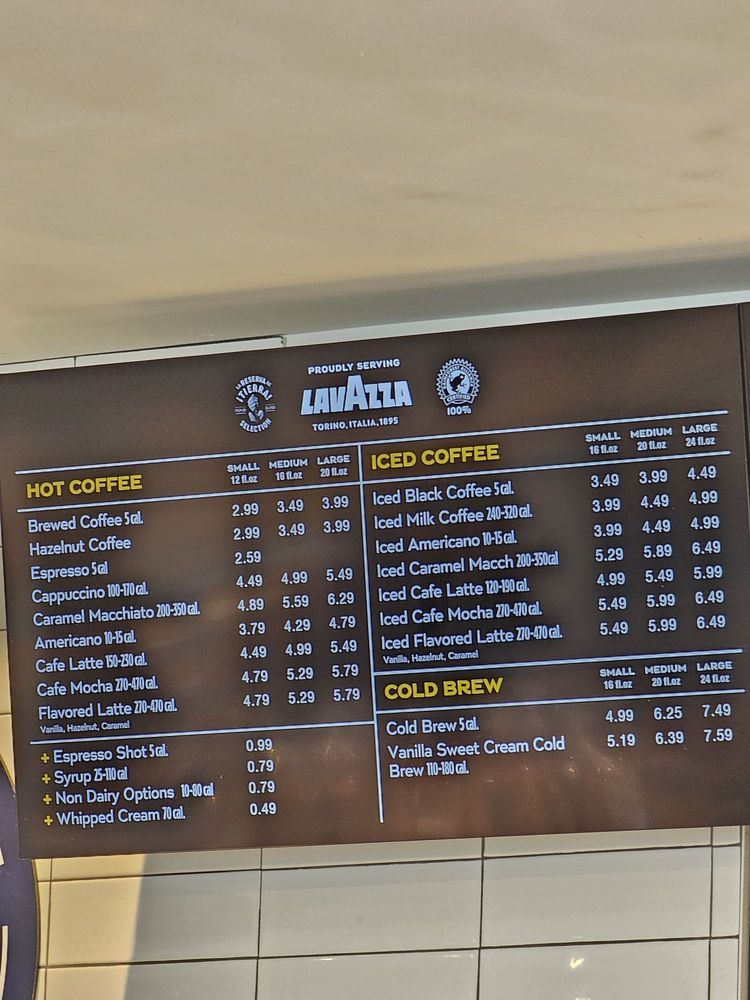 LA RESERVA DE
¡TIERRA!
SELECTION
PROUDLY SERVING
LAVAZZA
TORINO, ITALIA, 1895
CERTIFIED
100%
HOT COFFEE SMALL MEDIUM LARGE
12 fl.oz 16 fl.oz 20 fl.oz
Brewed Coffee 5 cal. 2.99 3.49 3.99
Hazelnut Coffee 2.99 3.49 3.99
Espresso 5 cal 2.59
Cappuccino 100-170 cal. 4.49 4.99 5.49
Caramel Macchiato 200-350 cal. 4.89 5.59 6.29
Americano 10-15 cal. 3.79 4.29 4.79
Cafe Latte 150-230 cal. 4.49 4.99 5.49
Cafe Mocha 270-470 cal. 4.79 5.29 5.79
Flavored Latte 270-470 cal. 4.79 5.29 5.79
Vanilla, Hazelnut, Caramel
+ Espresso Shot 5 cal. 0.99
+ Syrup 25-110 cal 0.79
+ Non Dairy Options 10-80 cal 0.79
+ Whipped Cream 70 cal. 0.49
ICED COFFEE SMALL MEDIUM LARGE
16 fl.oz 20 fl.oz 24 fl.oz
Iced Black Coffee 5 cal. 3.49 3.99 4.49
Iced Milk Coffee 240-320 cal. 3.99 4.49 4.99
Iced Americano 10-15 cal. 3.99 4.49 4.99
Iced Caramel Macch 200-350 cal 5.29 5.89 6.49
Iced Cafe Latte 120-190 cal. 4.99 5.49 5.99
Iced Cafe Mocha 270-470 cal. 5.49 5.99 6.49
Iced Flavored Latte 270-470 cal. 5.49 5.99 6.49
Vanilla, Hazelnut, Caramel
COLD BREW SMALL MEDIUM LARGE
16 fl.oz 20 fl.oz 24 fl.oz
Cold Brew 5 cal. 4.99 6.25 7.49
Vanilla Sweet Cream Cold 5.19 6.39 7.59
Brew 110-180 cal.